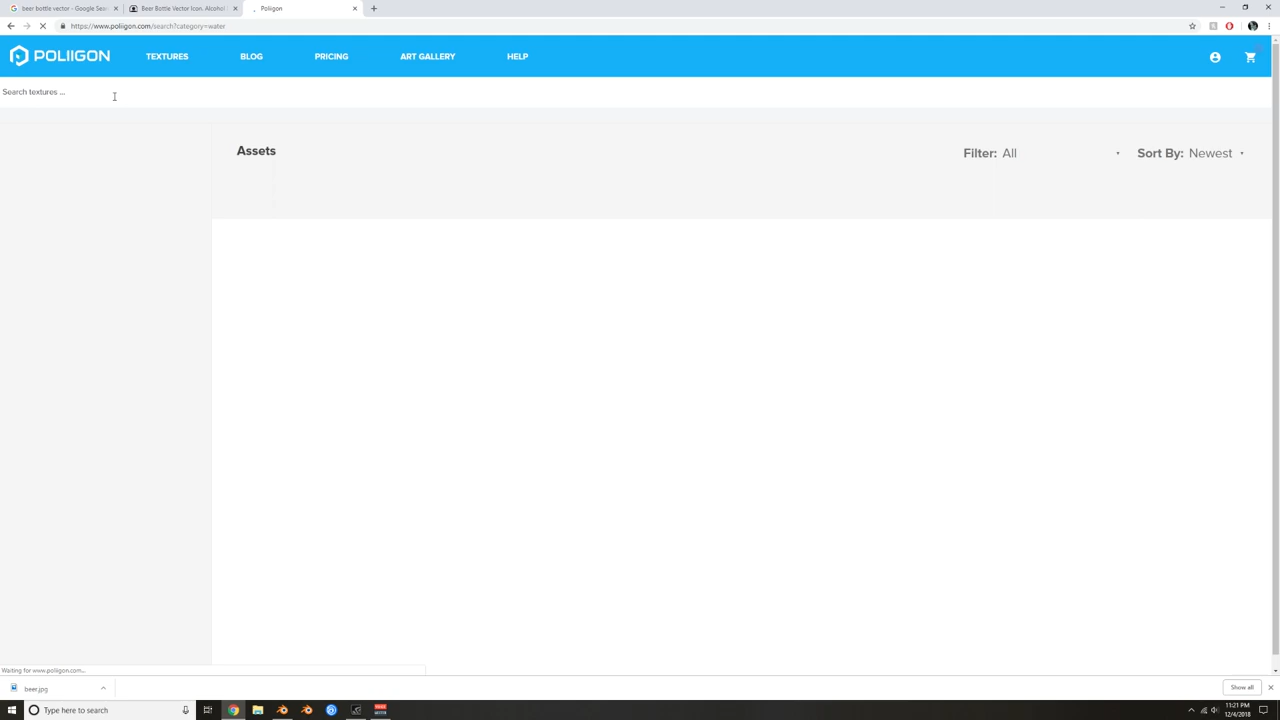 beer bottle vector - Google Sear
Beer Bottle Vector Icon. Alcohol
Poliigon
https://www.poliigon.com/search?category=water
POLIIGON
TEXTURES
BLOG
PRICING
ART GALLERY
HELP
Search textures ...
Assets
Filter: All
Sort By: Newest
Waiting for www.poliigon.com...
beer.jpg
Show all
Type here to search
11:21 PM
12/4/2018